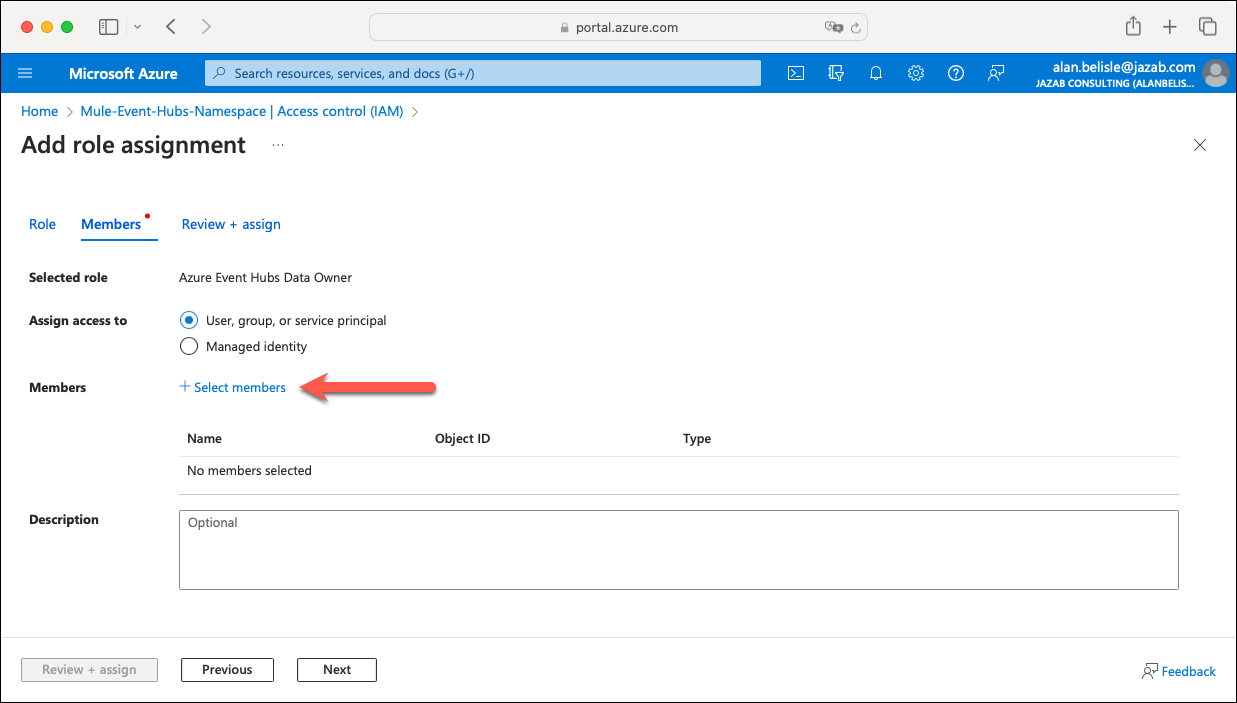 portal.azure.com
Microsoft Azure
Search resources, services, and docs (G+/)
alan.belisle@jazab.com
JAZAB CONSULTING (ALANBELIS...
Home > Mule-Event-Hubs-Namespace | Access control (IAM) >
Add role assignment ...
Role Members Review + assign
Selected role Azure Event Hubs Data Owner
Assign access to User, group, or service principal
Managed identity
Members + Select members
Name Object ID Type
No members selected
Description Optional
Review + assign Previous Next Feedback